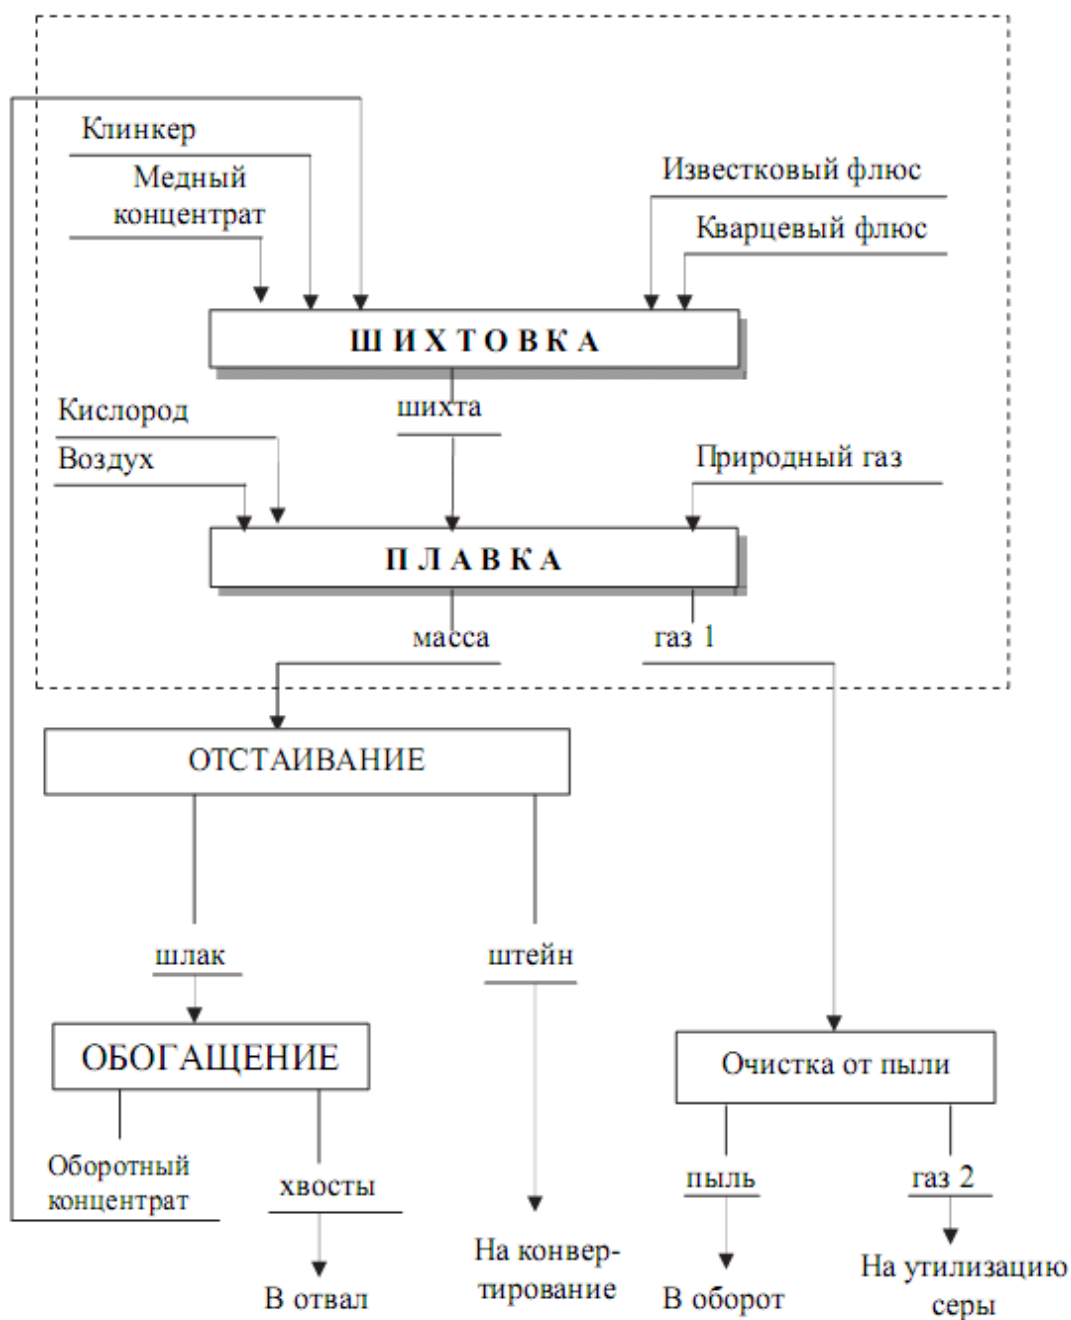 Клинкер
Медный
концентрат
Известковый флюс
Кварцевый флюс
ШИХТОВКА
шихта
Кислород
Воздух
Природный газ
ПЛАВКА
масса
газ 1
ОТСТАИВАНИЕ
шлак
штейн
ОБОГАЩЕНИЕ
Очистка от пыли
Оборотный
концентрат
хвосты
пыль
газ 2
В отвал
На конвер-
тирование
В оборот
На утилизацию
серы